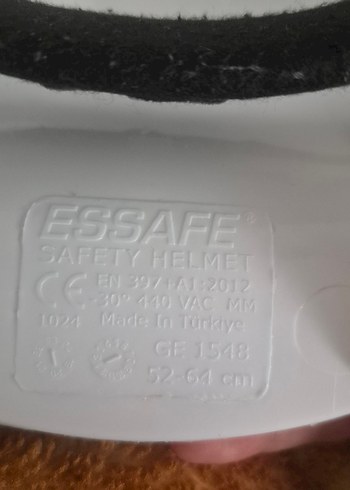 ESSAFE®
SAFETY HELMET
CE EN 397+A1:2012
-30° 440 VAC MM
1024 Made In Türkiye
GE 1548
52-64 cm